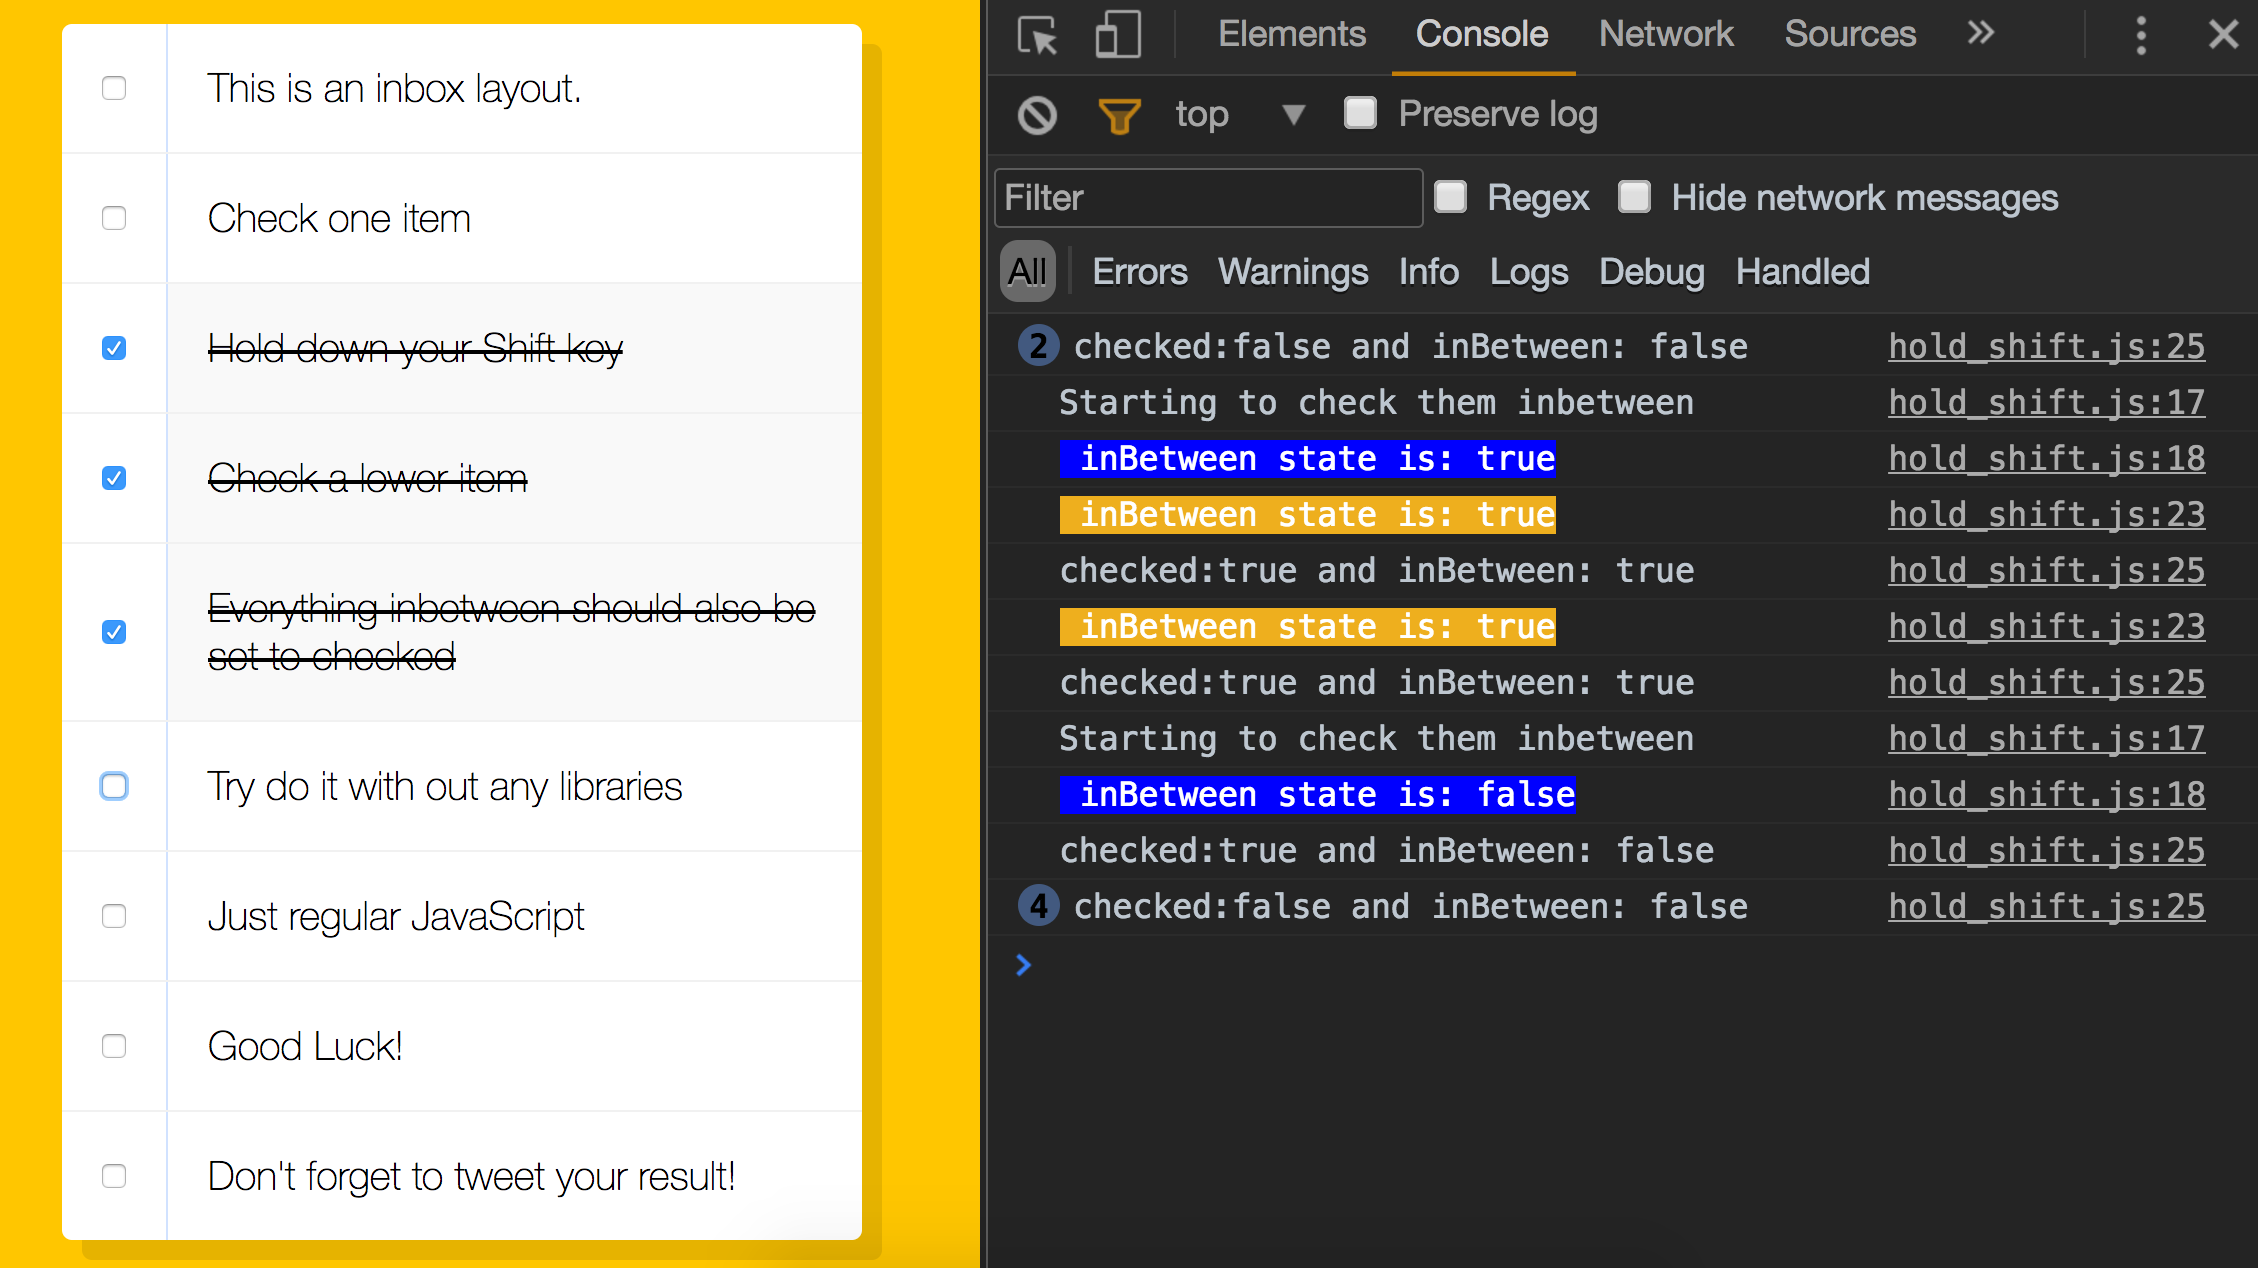 This is an inbox layout.
Check one item
Hold down your Shift key
Check a lower item
Everything inbetween should also be
set to checked
Try do it with out any libraries
Just regular JavaScript
Good Luck!
Don't forget to tweet your result!
Elements Console Network Sources »
top Preserve log
Filter Regex Hide network messages
All Errors Warnings Info Logs Debug Handled
2 checked:false and inBetween: false hold_shift.js:25
Starting to check them inbetween hold_shift.js:17
inBetween state is: true hold_shift.js:18
inBetween state is: true hold_shift.js:23
checked:true and inBetween: true hold_shift.js:25
inBetween state is: true hold_shift.js:23
checked:true and inBetween: true hold_shift.js:25
Starting to check them inbetween hold_shift.js:17
inBetween state is: false hold_shift.js:18
checked:true and inBetween: false hold_shift.js:25
4 checked:false and inBetween: false hold_shift.js:25